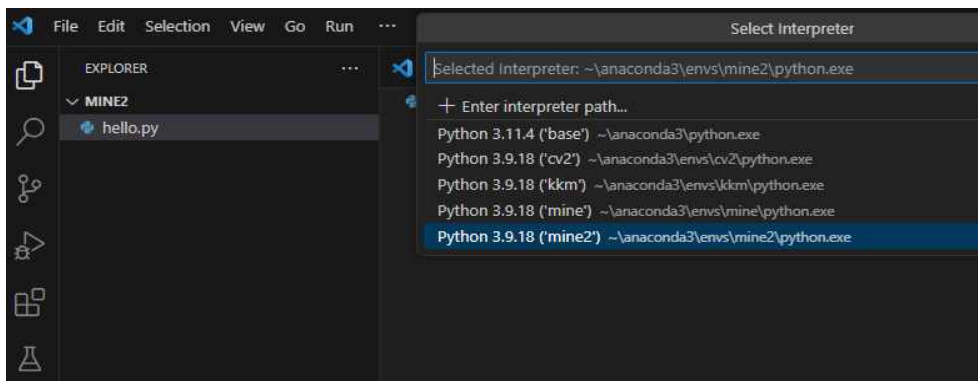 File Edit Selection View Go Run ···
Select Interpreter
EXPLORER ···
Selected Interpreter: ~\anaconda3\envs\mine2\python.exe
MINE2
+ Enter interpreter path...
hello.py
Python 3.11.4 ('base') ~\anaconda3\python.exe
Python 3.9.18 ('cv2') ~\anaconda3\envs\cv2\python.exe
Python 3.9.18 ('kkm') ~\anaconda3\envs\kkm\python.exe
Python 3.9.18 ('mine') ~\anaconda3\envs\mine\python.exe
Python 3.9.18 ('mine2') ~\anaconda3\envs\mine2\python.exe